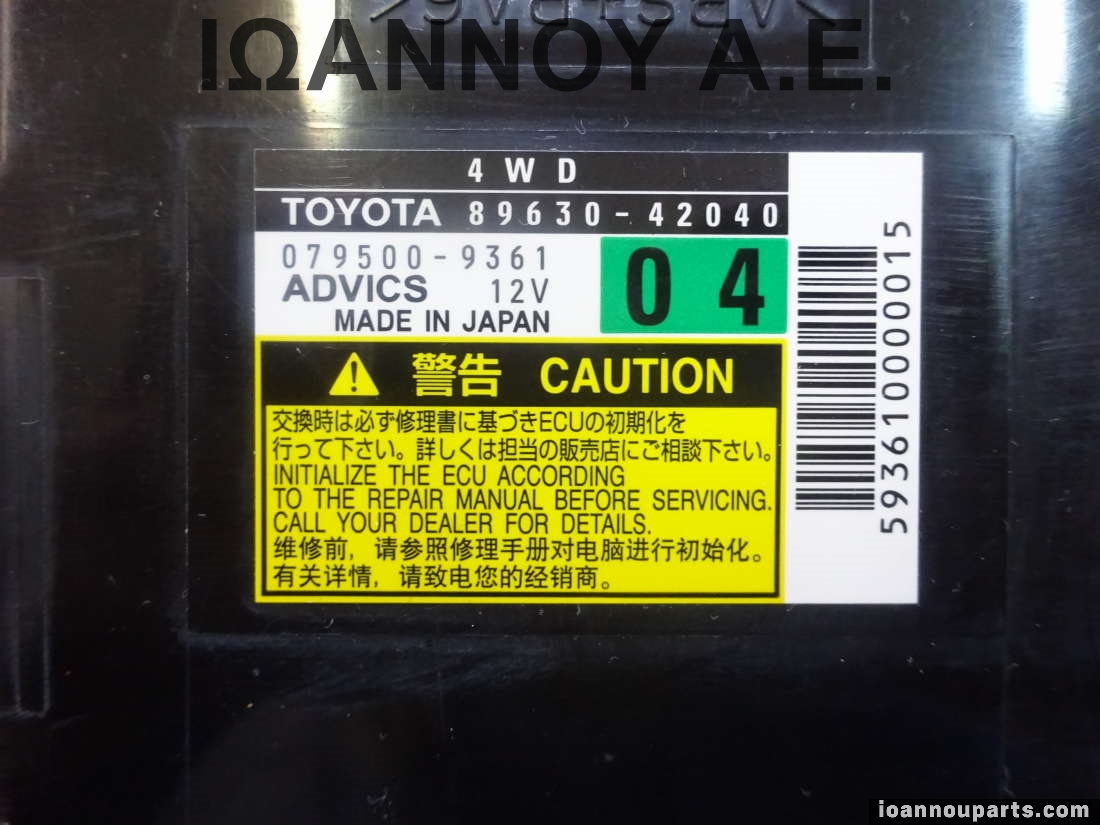 ΙΩΑΝΝΟΥ Α.Ε.
4WD
TOYOTA 89630-42040
079500-9361
04
ADVICS 12V
MADE IN JAPAN
警告 CAUTION
交換時は必ず修理書に基づきECUの初期化を
行って下さい。詳しくは担当の販売店にご相談下さい。
INITIALIZE THE ECU ACCORDING
TO THE REPAIR MANUAL BEFORE SERVICING.
CALL YOUR DEALER FOR DETAILS.
维修前，请参照修理手册对电脑进行初始化。
有关详情，请致电您的经销商。
593610000015
ioannouparts.com